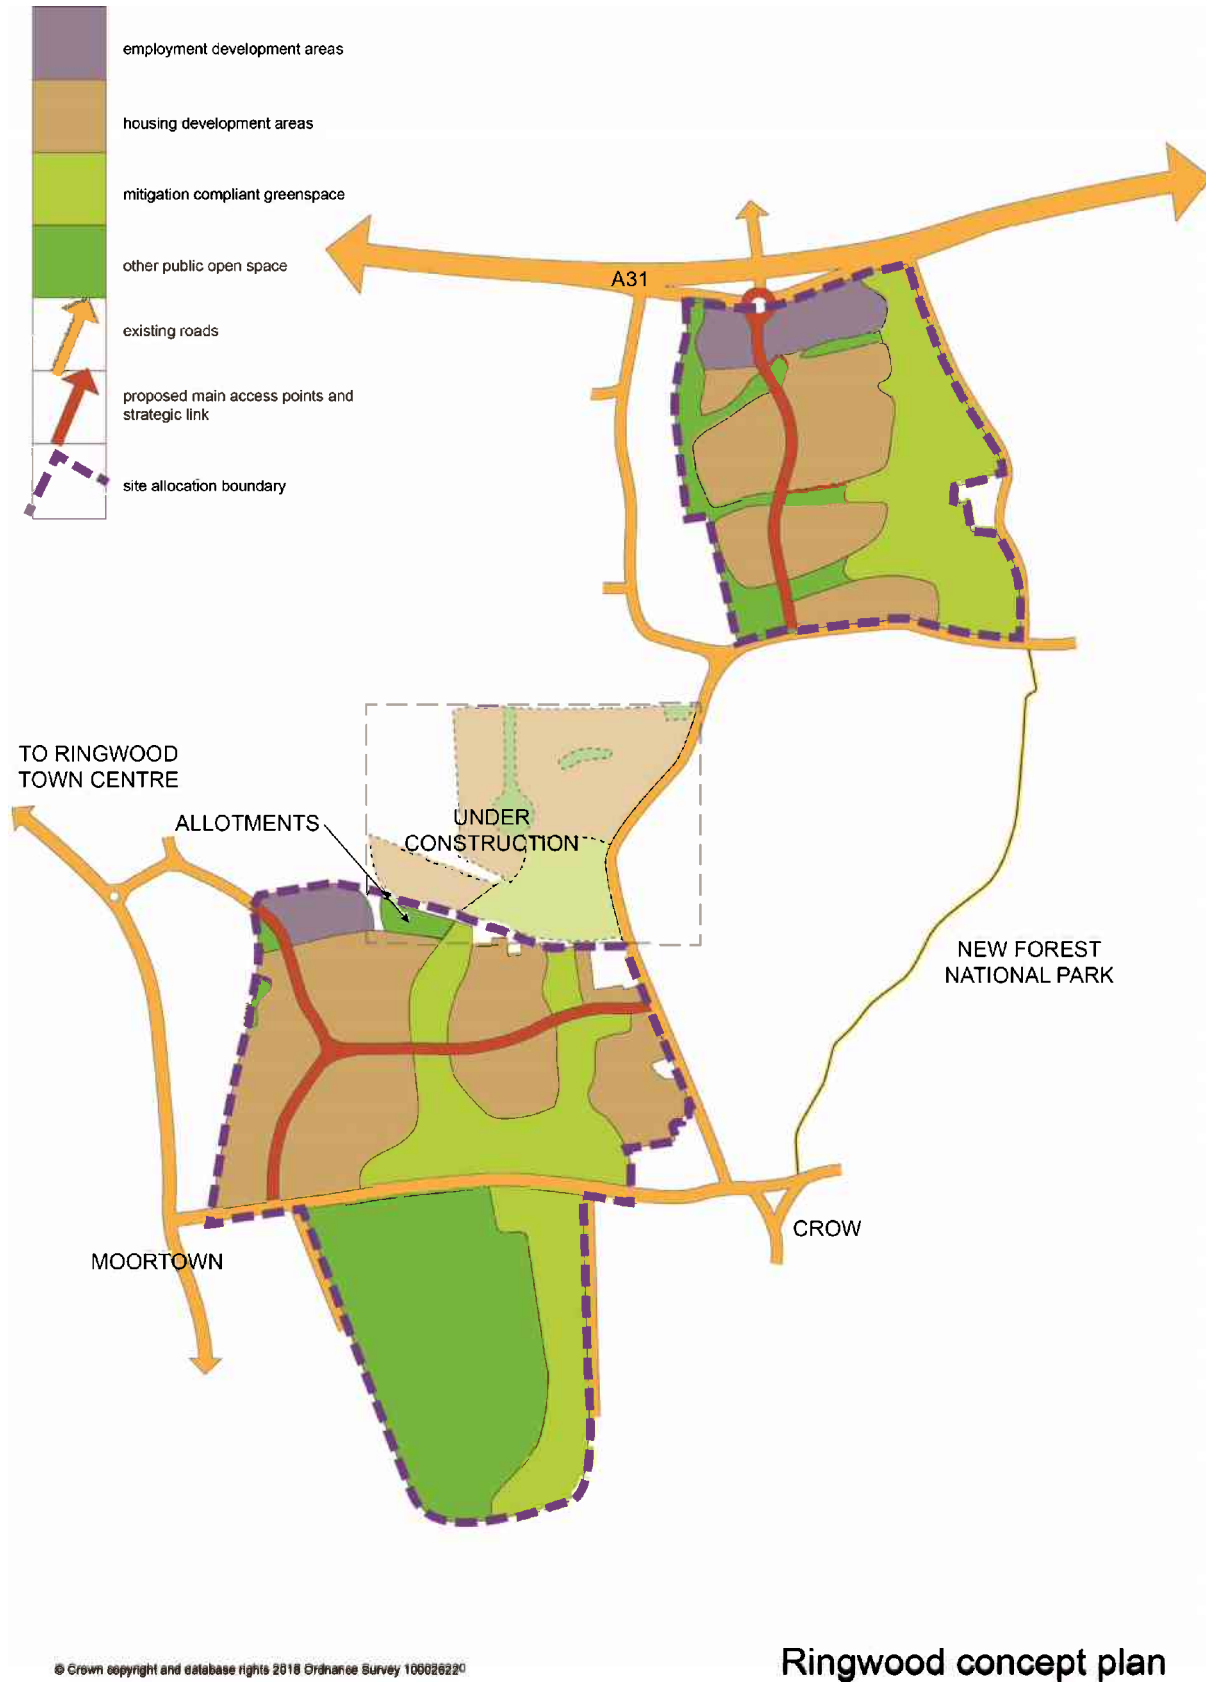 employment development areas
housing development areas
mitigation compliant greenspace
other public open space
existing roads
proposed main access points and
strategic link
site allocation boundary
A31
TO RINGWOOD
TOWN CENTRE
ALLOTMENTS
UNDER
CONSTRUCTION
NEW FOREST
NATIONAL PARK
CROW
MOORTOWN
© Crown copyright and database rights 2018 Ordnance Survey 100026220
Ringwood concept plan